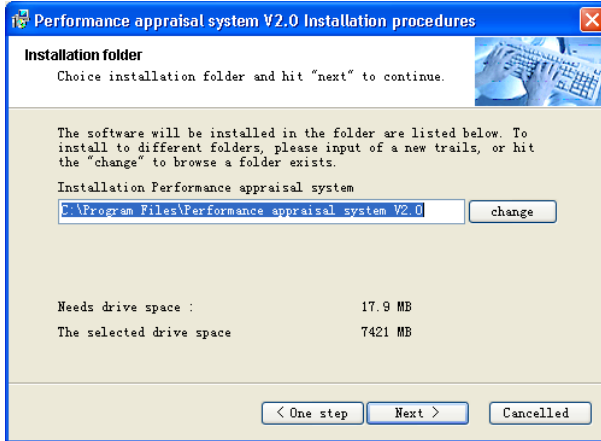 Performance appraisal system V2.0 Installation procedures
Installation folder
Choice installation folder and hit "next" to continue.
The software will be installed in the folder are listed below. To
install to different folders, please input of a new trails, or hit
the "change" to browse a folder exists.
Installation Performance appraisal system
C:\Program Files\Performance appraisal system V2.0
change
Needs drive space : 17.9 MB
The selected drive space 7421 MB
< One step Next > Cancelled